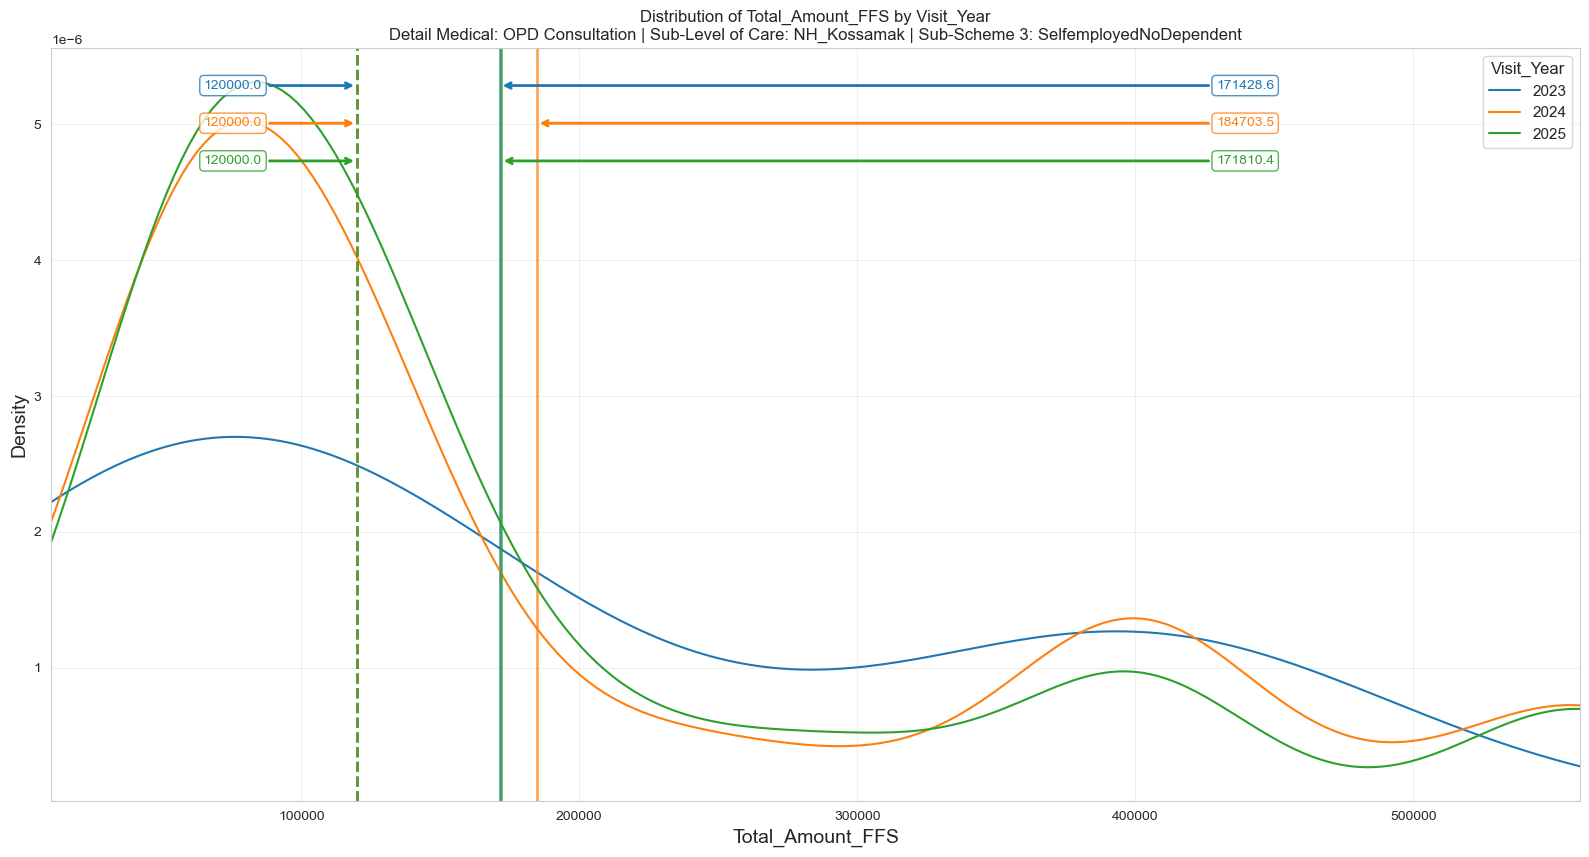 Distribution of Total_Amount_FFS by Visit_Year
Detail Medical: OPD Consultation | Sub-Level of Care: NH_Kossamak | Sub-Scheme 3: SelfemployedNoDependent
1e−6
Visit_Year
2023
2024
2025
120000.0
171428.6
120000.0
184703.5
120000.0
171810.4
5
4
3
2
1
Density
100000 200000 300000 400000 500000
Total_Amount_FFS